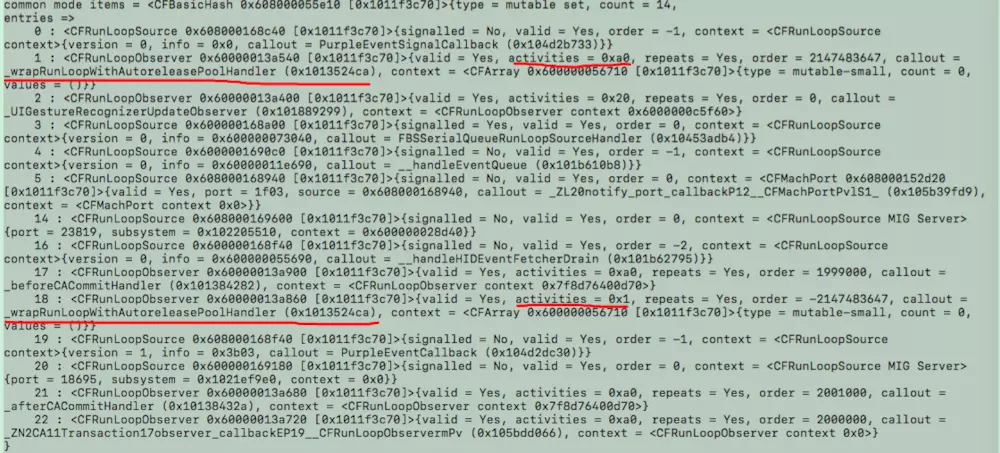 common mode items = <CFBasicHash 0x608000055e10 [0x1011f3c70]>{type = mutable set, count = 14,
entries =>
0 : <CFRunLoopSource 0x608000168c40 [0x1011f3c70]>{signalled = No, valid = Yes, order = -1, context = <CFRunLoopSource
context>{version = 0, info = 0x0, callout = PurpleEventSignalCallback (0x104d2b733)}}
1 : <CFRunLoopObserver 0x60000013a540 [0x1011f3c70]>{valid = Yes, activities = 0xa0, repeats = Yes, order = 2147483647, callout =
_wrapRunLoopWithAutoreleasePoolHandler (0x1013524ca), context = <CFArray 0x600000056710 [0x1011f3c70]>{type = mutable-small, count = 0,
values = ()}}
2 : <CFRunLoopObserver 0x60000013a400 [0x1011f3c70]>{valid = Yes, activities = 0x20, repeats = Yes, order = 0, callout =
_UIGestureRecognizerUpdateObserver (0x101889299), context = <CFRunLoopObserver context 0x6000000c5f60>}
3 : <CFRunLoopSource 0x608000168a00 [0x1011f3c70]>{signalled = No, valid = Yes, order = 0, context = <CFRunLoopSource
context>{version = 0, info = 0x600000073040, callout = FBSSerialQueueRunLoopSourceHandler (0x10453adb4)}}
4 : <CFRunLoopSource 0x6080001690c0 [0x1011f3c70]>{signalled = No, valid = Yes, order = -1, context = <CFRunLoopSource
context>{version = 0, info = 0x60000011e690, callout = __handleEventQueue (0x101b610b8)}}
5 : <CFRunLoopSource 0x608000168940 [0x1011f3c70]>{signalled = No, valid = Yes, order = 0, context = <CFMachPort 0x608000152d20
[0x1011f3c70]>{valid = Yes, port = 1f03, source = 0x608000168940, callout = _ZL20notify_port_callbackP12__CFMachPortPvlS1_ (0x105b39fd9),
context = <CFMachPort context 0x0>}}
14 : <CFRunLoopSource 0x608000169600 [0x1011f3c70]>{signalled = No, valid = Yes, order = 0, context = <CFRunLoopSource MIG Server>
{port = 23819, subsystem = 0x102205510, context = 0x600000028d40}}
16 : <CFRunLoopSource 0x600000168f40 [0x1011f3c70]>{signalled = No, valid = Yes, order = -2, context = <CFRunLoopSource
context>{version = 0, info = 0x600000055690, callout = __handleHIDEventFetcherDrain (0x101b62795)}}
17 : <CFRunLoopObserver 0x60000013a900 [0x1011f3c70]>{valid = Yes, activities = 0xa0, repeats = Yes, order = 1999000, callout =
_beforeCACommitHandler (0x101384282), context = <CFRunLoopObserver context 0x7f8d76400d70>}
18 : <CFRunLoopObserver 0x60000013a860 [0x1011f3c70]>{valid = Yes, activities = 0x1, repeats = Yes, order = -2147483647, callout =
_wrapRunLoopWithAutoreleasePoolHandler (0x1013524ca), context = <CFArray 0x600000056710 [0x1011f3c70]>{type = mutable-small, count = 0,
values = ()}}
19 : <CFRunLoopSource 0x608000168f40 [0x1011f3c70]>{signalled = No, valid = Yes, order = -1, context = <CFRunLoopSource
context>{version = 1, info = 0x3b03, callout = PurpleEventCallback (0x104d2dc30)}}
20 : <CFRunLoopSource 0x600000169180 [0x1011f3c70]>{signalled = No, valid = Yes, order = 0, context = <CFRunLoopSource MIG Server>
{port = 18695, subsystem = 0x1021ef9e0, context = 0x0}}
21 : <CFRunLoopObserver 0x60000013a680 [0x1011f3c70]>{valid = Yes, activities = 0xa0, repeats = Yes, order = 2001000, callout =
_afterCACommitHandler (0x10138432a), context = <CFRunLoopObserver context 0x7f8d76400d70>}
22 : <CFRunLoopObserver 0x60000013a720 [0x1011f3c70]>{valid = Yes, activities = 0xa0, repeats = Yes, order = 2000000, callout =
_ZN2CA11Transaction17observer_callbackEP19__CFRunLoopObservermPv (0x105bdd066), context = <CFRunLoopObserver context 0x0>}
}